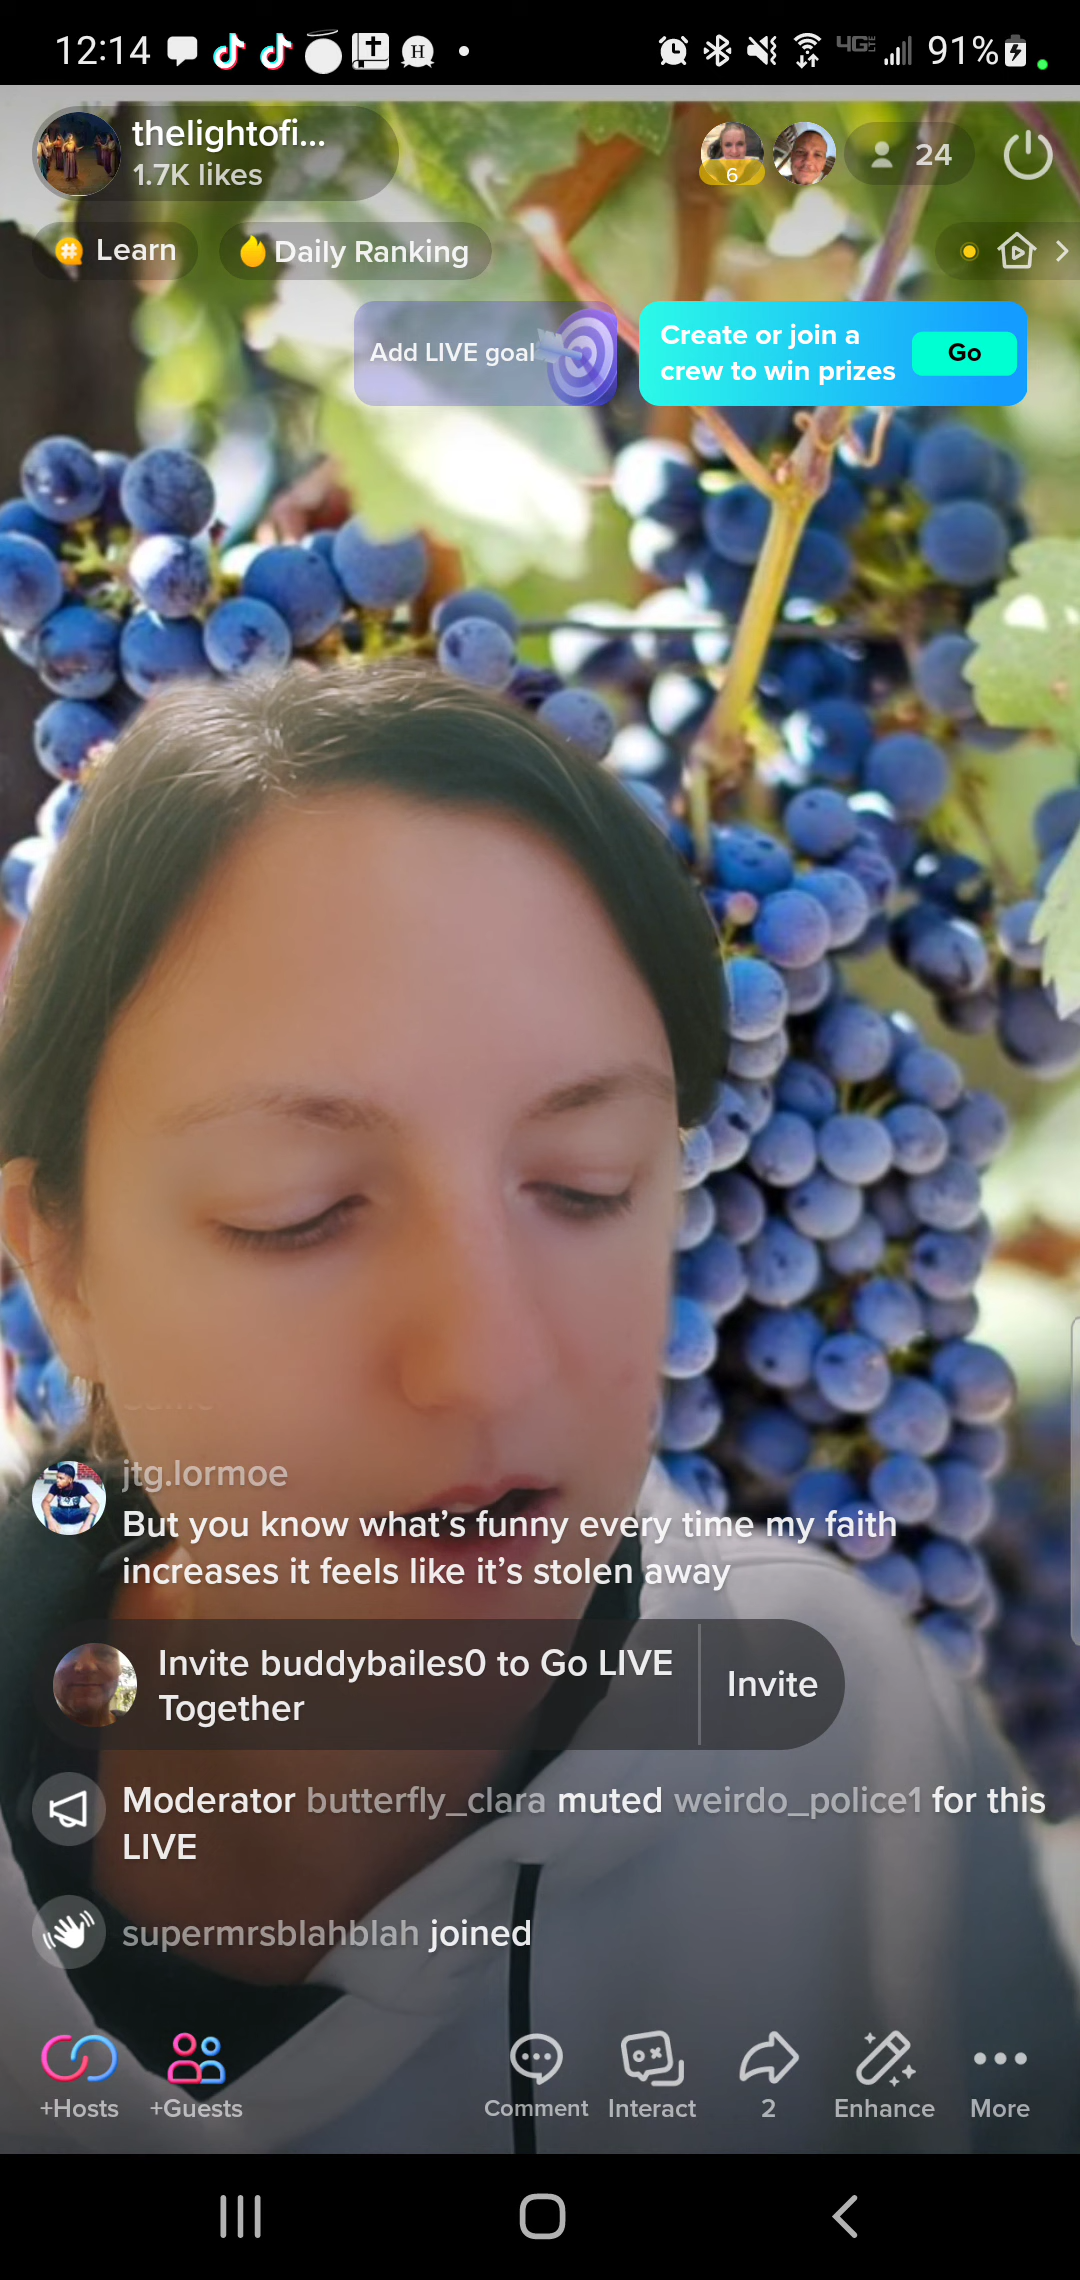 12:14
H
4G LTE
91%
thelightofi...
1.7K likes
6
24
Learn
Daily Ranking
Add LIVE goal
Create or join a
crew to win prizes
Go
jtg.lormoe
But you know what's funny every time my faith
increases it feels like it's stolen away
Invite buddybailes0 to Go LIVE
Together
Invite
Moderator butterfly_clara muted weirdo_police1 for this
LIVE
supermrsblahblah joined
+Hosts
+Guests
Comment
Interact
2
Enhance
More